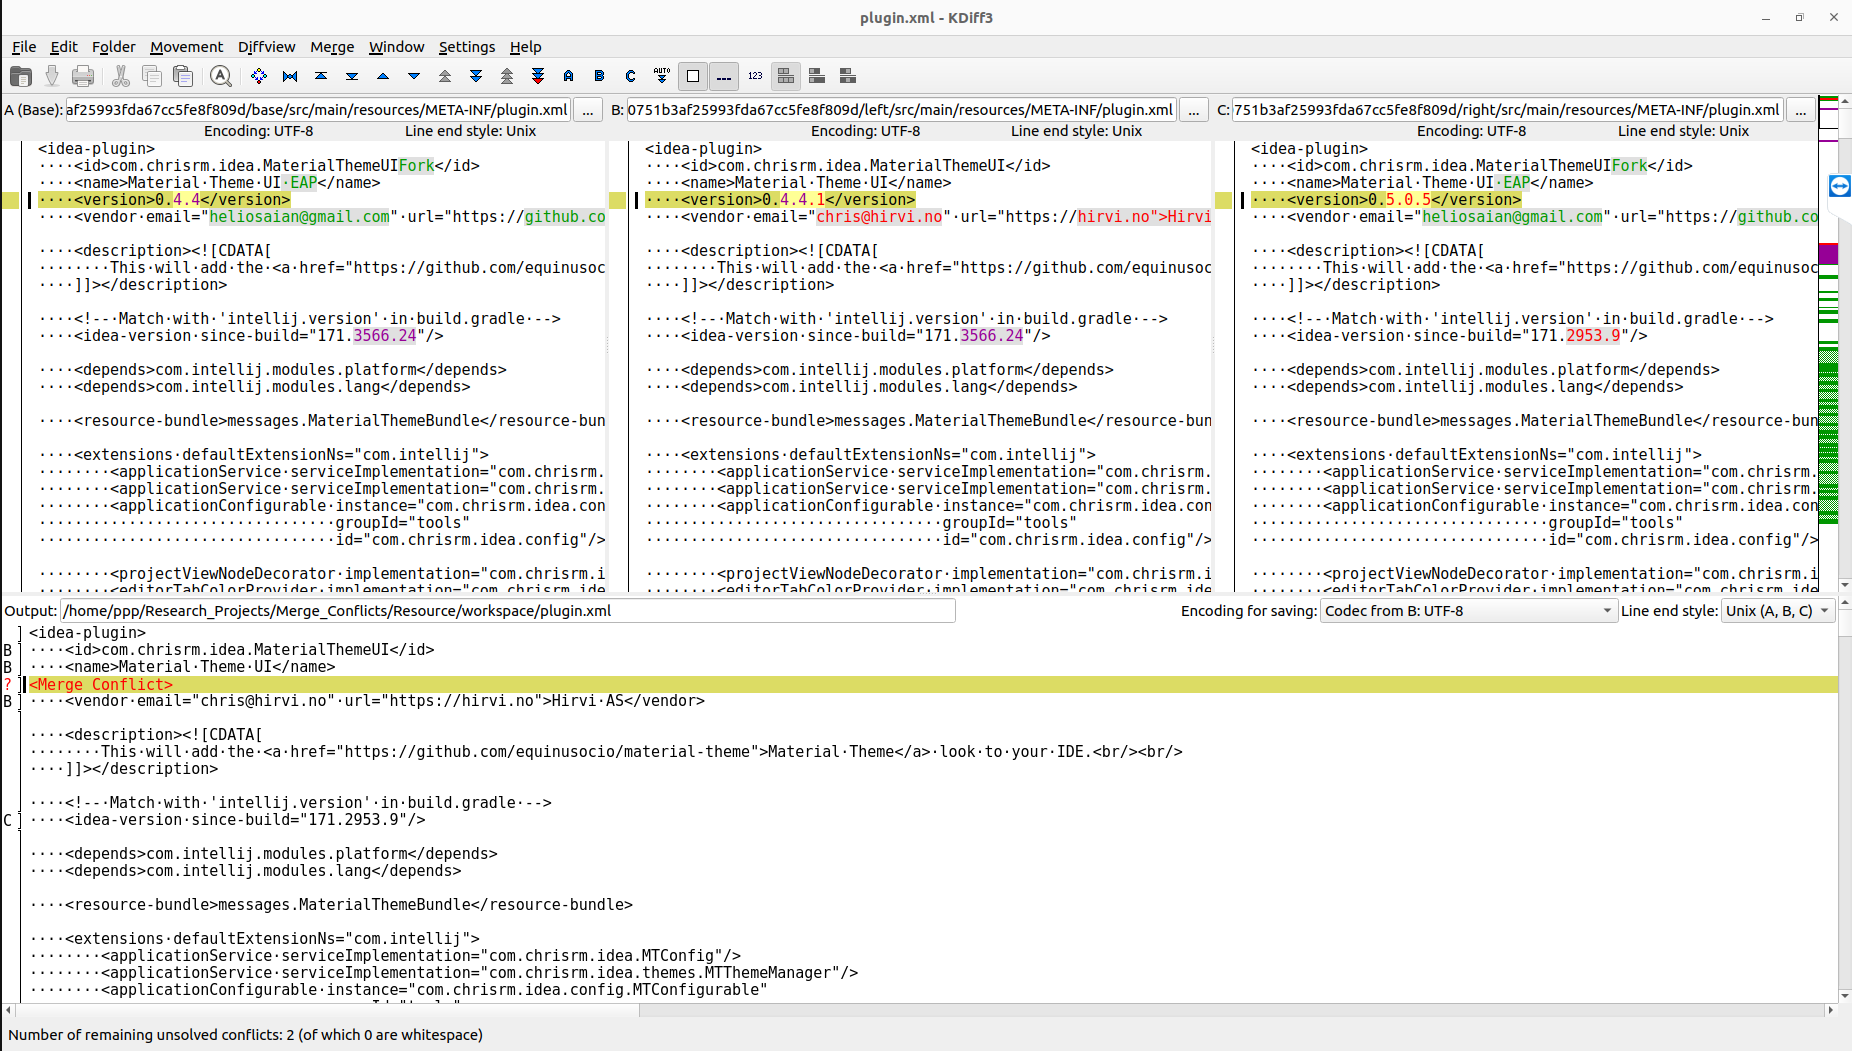 plugin.xml - KDiff3
File Edit Folder Movement Diffview Merge Window Settings Help
A B C AUTO 123
A (Base): af25993fda67cc5fe8f809d/base/src/main/resources/META-INF/plugin.xml ...
Encoding: UTF-8 Line end style: Unix
<idea-plugin>
····<id>com.chrisrm.idea.MaterialThemeUIFork</id>
····<name>Material·Theme·UI·EAP</name>
····<version>0.4.4</version>
····<vendor·email="heliosaian@gmail.com"·url="https://github.co
····<description><![CDATA[
········This·will·add·the·<a·href="https://github.com/equinusoc
····]]></description>
····<!--·Match·with·'intellij.version'·in·build.gradle·-->
····<idea-version·since-build="171.3566.24"/>
····<depends>com.intellij.modules.platform</depends>
····<depends>com.intellij.modules.lang</depends>
····<resource-bundle>messages.MaterialThemeBundle</resource-bun
····<extensions·defaultExtensionNs="com.intellij">
········<applicationService·serviceImplementation="com.chrisrm.
········<applicationService·serviceImplementation="com.chrisrm.
········<applicationConfigurable·instance="com.chrisrm.idea.con
·································groupId="tools"
·································id="com.chrisrm.idea.config"/>
········<projectViewNodeDecorator·implementation="com.chrisrm.i
········<editorTabColorProvider·implementation="com.chrisrm.ide
B: 0751b3af25993fda67cc5fe8f809d/left/src/main/resources/META-INF/plugin.xml ...
Encoding: UTF-8 Line end style: Unix
<idea-plugin>
····<id>com.chrisrm.idea.MaterialThemeUI</id>
····<name>Material·Theme·UI</name>
····<version>0.4.4.1</version>
····<vendor·email="chris@hirvi.no"·url="https://hirvi.no">Hirvi
····<description><![CDATA[
········This·will·add·the·<a·href="https://github.com/equinusoc
····]]></description>
····<!--·Match·with·'intellij.version'·in·build.gradle·-->
····<idea-version·since-build="171.3566.24"/>
····<depends>com.intellij.modules.platform</depends>
····<depends>com.intellij.modules.lang</depends>
····<resource-bundle>messages.MaterialThemeBundle</resource-bun
····<extensions·defaultExtensionNs="com.intellij">
········<applicationService·serviceImplementation="com.chrisrm.
········<applicationService·serviceImplementation="com.chrisrm.
········<applicationConfigurable·instance="com.chrisrm.idea.con
·································groupId="tools"
·································id="com.chrisrm.idea.config"/>
········<projectViewNodeDecorator·implementation="com.chrisrm.i
········<editorTabColorProvider·implementation="com.chrisrm.ide
C: 751b3af25993fda67cc5fe8f809d/right/src/main/resources/META-INF/plugin.xml ...
Encoding: UTF-8 Line end style: Unix
<idea-plugin>
····<id>com.chrisrm.idea.MaterialThemeUIFork</id>
····<name>Material·Theme·UI·EAP</name>
····<version>0.5.0.5</version>
····<vendor·email="heliosaian@gmail.com"·url="https://github.co
····<description><![CDATA[
········This·will·add·the·<a·href="https://github.com/equinusoc
····]]></description>
····<!--·Match·with·'intellij.version'·in·build.gradle·-->
····<idea-version·since-build="171.2953.9"/>
····<depends>com.intellij.modules.platform</depends>
····<depends>com.intellij.modules.lang</depends>
····<resource-bundle>messages.MaterialThemeBundle</resource-bun
····<extensions·defaultExtensionNs="com.intellij">
········<applicationService·serviceImplementation="com.chrisrm.
········<applicationService·serviceImplementation="com.chrisrm.
········<applicationConfigurable·instance="com.chrisrm.idea.con
·································groupId="tools"
·································id="com.chrisrm.idea.config"/>
········<projectViewNodeDecorator·implementation="com.chrisrm.i
········<editorTabColorProvider·implementation="com.chrisrm.ide
Output: /home/ppp/Research_Projects/Merge_Conflicts/Resource/workspace/plugin.xml Encoding for saving: Codec from B: UTF-8 Line end style: Unix (A, B, C)
<idea-plugin>
B ····<id>com.chrisrm.idea.MaterialThemeUI</id>
B ····<name>Material·Theme·UI</name>
? <Merge Conflict>
B ····<vendor·email="chris@hirvi.no"·url="https://hirvi.no">Hirvi·AS</vendor>
····<description><![CDATA[
········This·will·add·the·<a·href="https://github.com/equinusocio/material-theme">Material·Theme</a>·look·to·your·IDE.<br/><br/>
····]]></description>
····<!--·Match·with·'intellij.version'·in·build.gradle·-->
C ····<idea-version·since-build="171.2953.9"/>
····<depends>com.intellij.modules.platform</depends>
····<depends>com.intellij.modules.lang</depends>
····<resource-bundle>messages.MaterialThemeBundle</resource-bundle>
····<extensions·defaultExtensionNs="com.intellij">
········<applicationService·serviceImplementation="com.chrisrm.idea.MTConfig"/>
········<applicationService·serviceImplementation="com.chrisrm.idea.themes.MTThemeManager"/>
········<applicationConfigurable·instance="com.chrisrm.idea.config.MTConfigurable"
Number of remaining unsolved conflicts: 2 (of which 0 are whitespace)